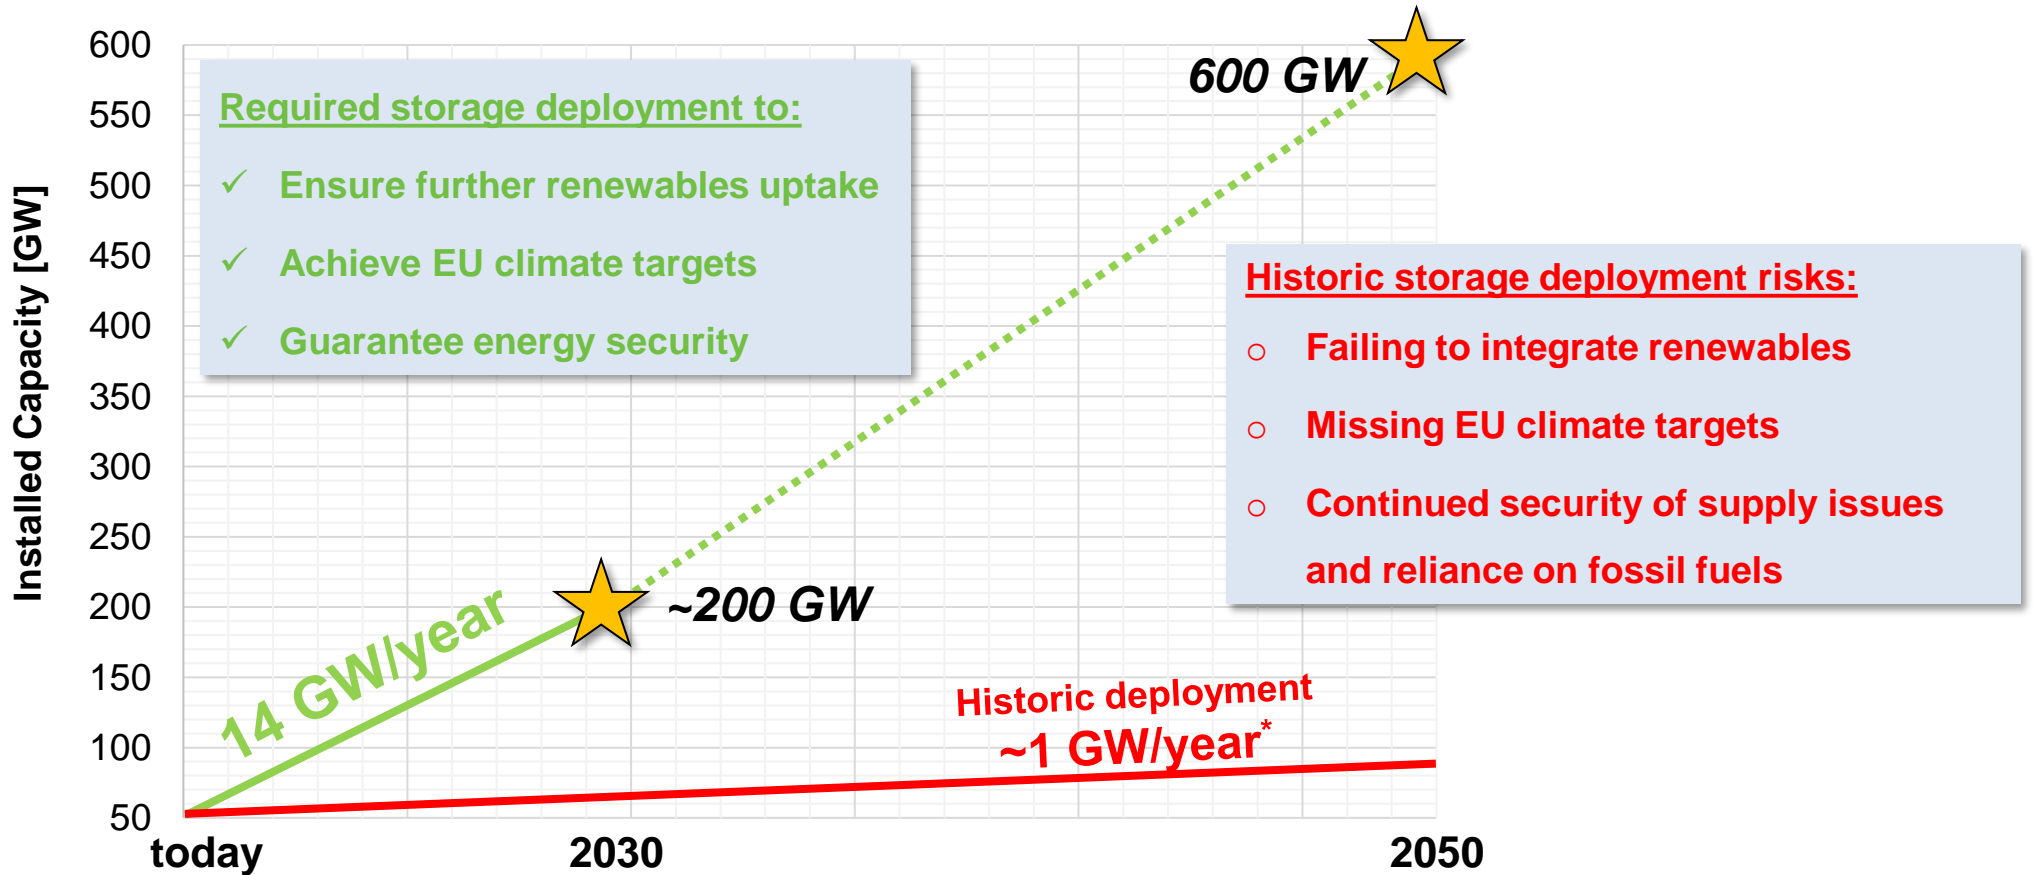 Installed Capacity [GW]
600
550
500
450
400
350
300
250
200
150
100
50
today
2030
2050
Required storage deployment to:
✓ Ensure further renewables uptake
✓ Achieve EU climate targets
✓ Guarantee energy security
600 GW
~200 GW
14 GW/year
Historic deployment
~1 GW/year*
Historic storage deployment risks:
o Failing to integrate renewables
o Missing EU climate targets
o Continued security of supply issues
and reliance on fossil fuels